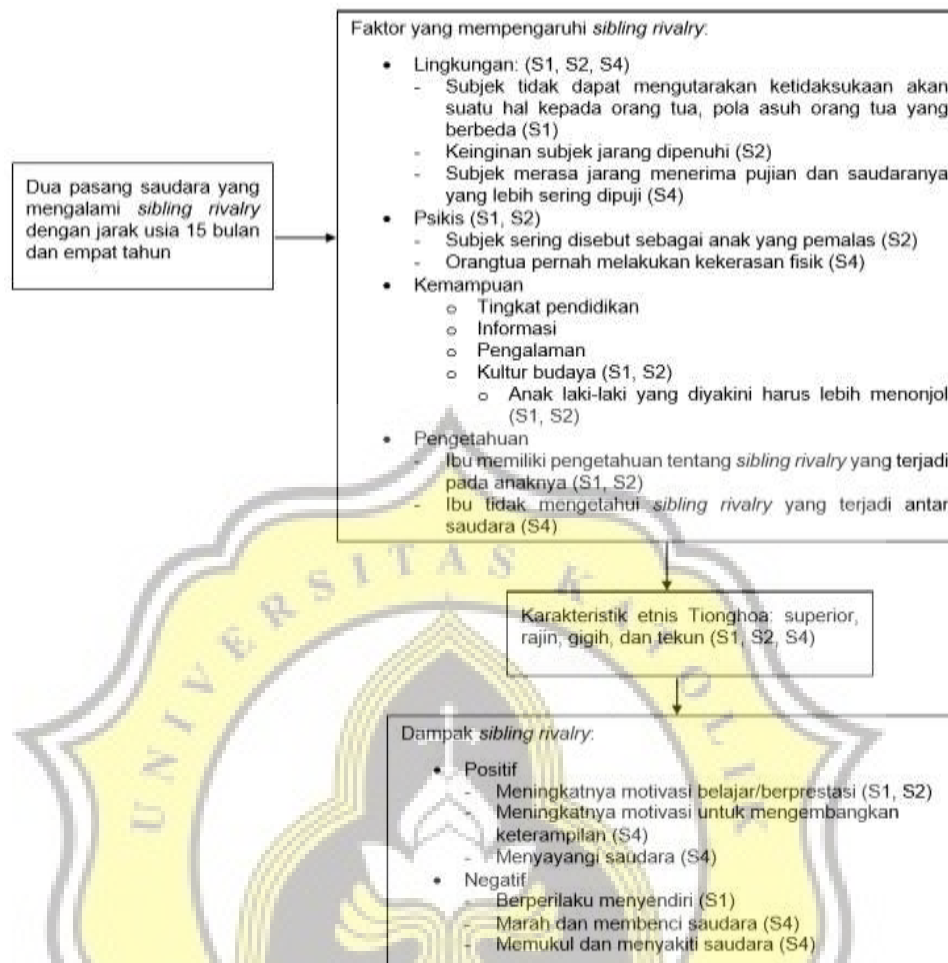 Faktor yang mempengaruhi sibling rivalry:
• Lingkungan: (S1, S2, S4)
- Subjek tidak dapat mengutarakan ketidaksukaan akan
suatu hal kepada orang tua, pola asuh orang tua yang
berbeda (S1)
- Keinginan subjek jarang dipenuhi (S2)
- Subjek merasa jarang menerima pujian dan saudaranya
yang lebih sering dipuji (S4)
• Psikis (S1, S2)
- Subjek sering disebut sebagai anak yang pemalas (S2)
- Orangtua pernah melakukan kekerasan fisik (S4)
• Kemampuan
o Tingkat pendidikan
o Informasi
o Pengalaman
o Kultur budaya (S1, S2)
o Anak laki-laki yang diyakini harus lebih menonjol
(S1, S2)
• Pengetahuan
- Ibu memiliki pengetahuan tentang sibling rivalry yang terjadi
pada anaknya (S1, S2)
- Ibu tidak mengetahui sibling rivalry yang terjadi antar
saudara (S4)
Dua pasang saudara yang
mengalami sibling rivalry
dengan jarak usia 15 bulan
dan empat tahun
Karakteristik etnis Tionghoa: superior,
rajin, gigih, dan tekun (S1, S2, S4)
Dampak sibling rivalry:
• Positif
- Meningkatnya motivasi belajar/berprestasi (S1, S2)
- Meningkatnya motivasi untuk mengembangkan
keterampilan (S4)
- Menyayangi saudara (S4)
• Negatif
- Berperilaku menyendiri (S1)
- Marah dan membenci saudara (S4)
- Memukul dan menyakiti saudara (S4)
UNIVERSITAS KATOLIK